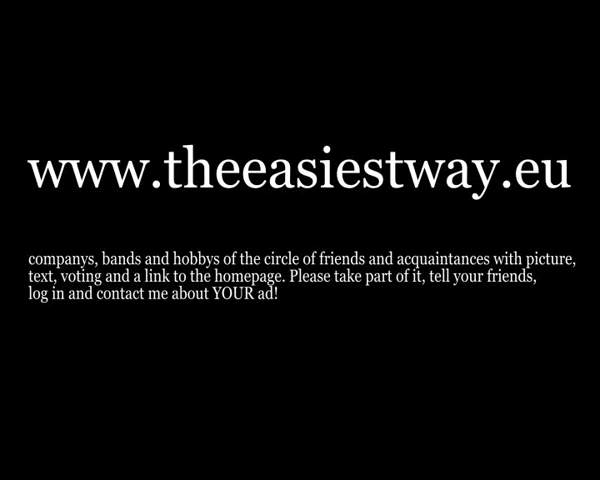 www.theeasiestway.eu
companys, bands and hobbys of the circle of friends and acquaintances with picture,
text, voting and a link to the homepage. Please take part of it, tell your friends,
log in and contact me about YOUR ad!